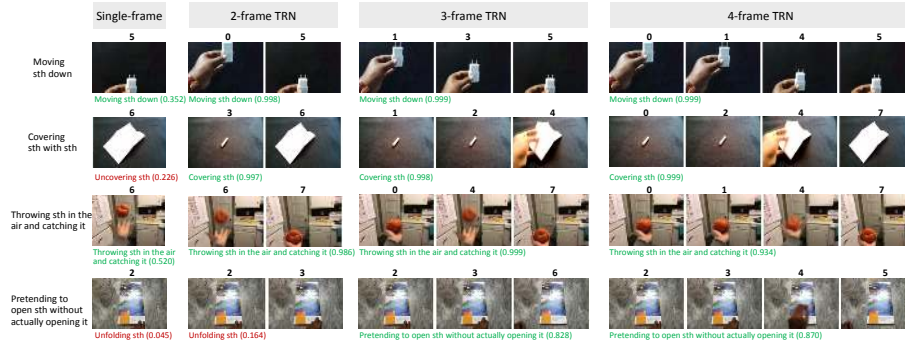 Single-frame 2-frame TRN 3-frame TRN 4-frame TRN
5 0 5 1 3 5 0 1 4 5
Moving
sth down
Moving sth down (0.352) Moving sth down (0.998) Moving sth down (0.999) Moving sth down (0.999)
6 3 6 1 2 4 0 2 4 7
Covering
sth with sth
Uncovering sth (0.226) Covering sth (0.997) Covering sth (0.998) Covering sth (0.999)
6 6 7 0 4 7 0 1 4 7
Throwing sth in the
air and catching it
Throwing sth in the air
and catching it (0.520)
Throwing sth in the air and catching it (0.986) Throwing sth in the air and catching it (0.999) Throwing sth in the air and catching it (0.934)
2 2 3 2 3 6 2 3 4 5
Pretending to
open sth without
actually opening it
Unfolding sth (0.045) Unfolding sth (0.164) Pretending to open sth without actually opening it (0.828) Pretending to open sth without actually opening it (0.870)